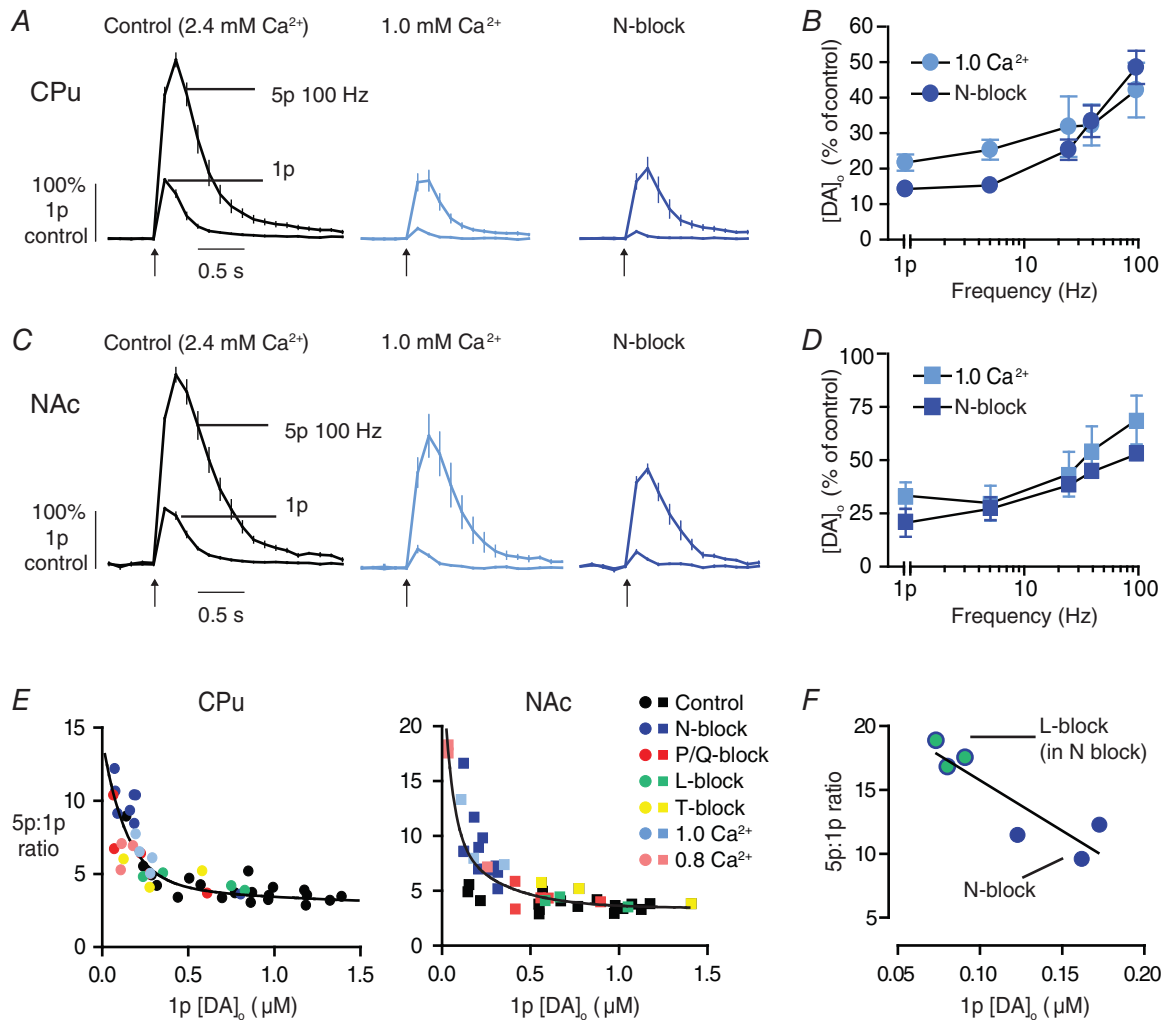 A
Control (2.4 mM Ca²⁺)
1.0 mM Ca²⁺
N-block
CPu
5p 100 Hz
1p
100%
1p
control
0.5 s
B
60
50
40
30
20
10
0
[DA]ₒ (% of control)
1.0 Ca²⁺
N-block
1p
10
100
Frequency (Hz)
C
Control (2.4 mM Ca²⁺)
1.0 mM Ca²⁺
N-block
NAc
5p 100 Hz
1p
100%
1p
control
0.5 s
D
100
75
50
25
0
[DA]ₒ (% of control)
1.0 Ca²⁺
N-block
1p
10
100
Frequency (Hz)
E
CPu
15
10
5
0
5p:1p
ratio
0.0
0.5
1.0
1.5
1p [DA]ₒ (µM)
NAc
20
15
10
5
0
0.0
0.5
1.0
1.5
1p [DA]ₒ (µM)
Control
N-block
P/Q-block
L-block
T-block
1.0 Ca²⁺
0.8 Ca²⁺
F
20
15
10
5
5p:1p ratio
L-block
(in N block)
N-block
0.05
0.10
0.15
0.20
1p [DA]ₒ (µM)